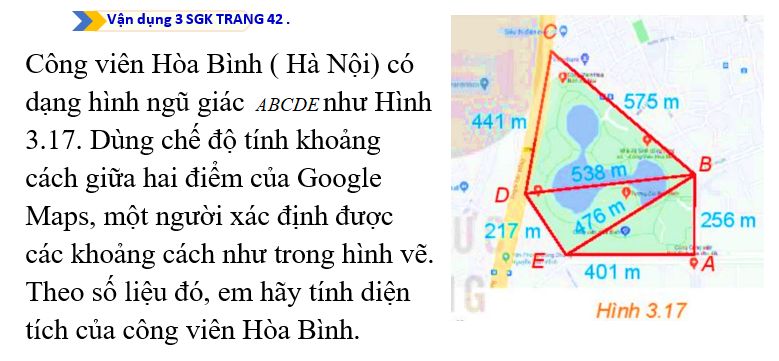 Vận dụng 3 SGK TRANG 42 .
Công viên Hòa Bình ( Hà Nội) có
dạng hình ngũ giác ABCDE như Hình
3.17. Dùng chế độ tính khoảng
cách giữa hai điểm của Google
Maps, một người xác định được
các khoảng cách như trong hình vẽ.
Theo số liệu đó, em hãy tính diện
tích của công viên Hòa Bình.
C
575 m
441 m
B
538 m
D
476 m
256 m
217 m
E
A
401 m
Hình 3.17